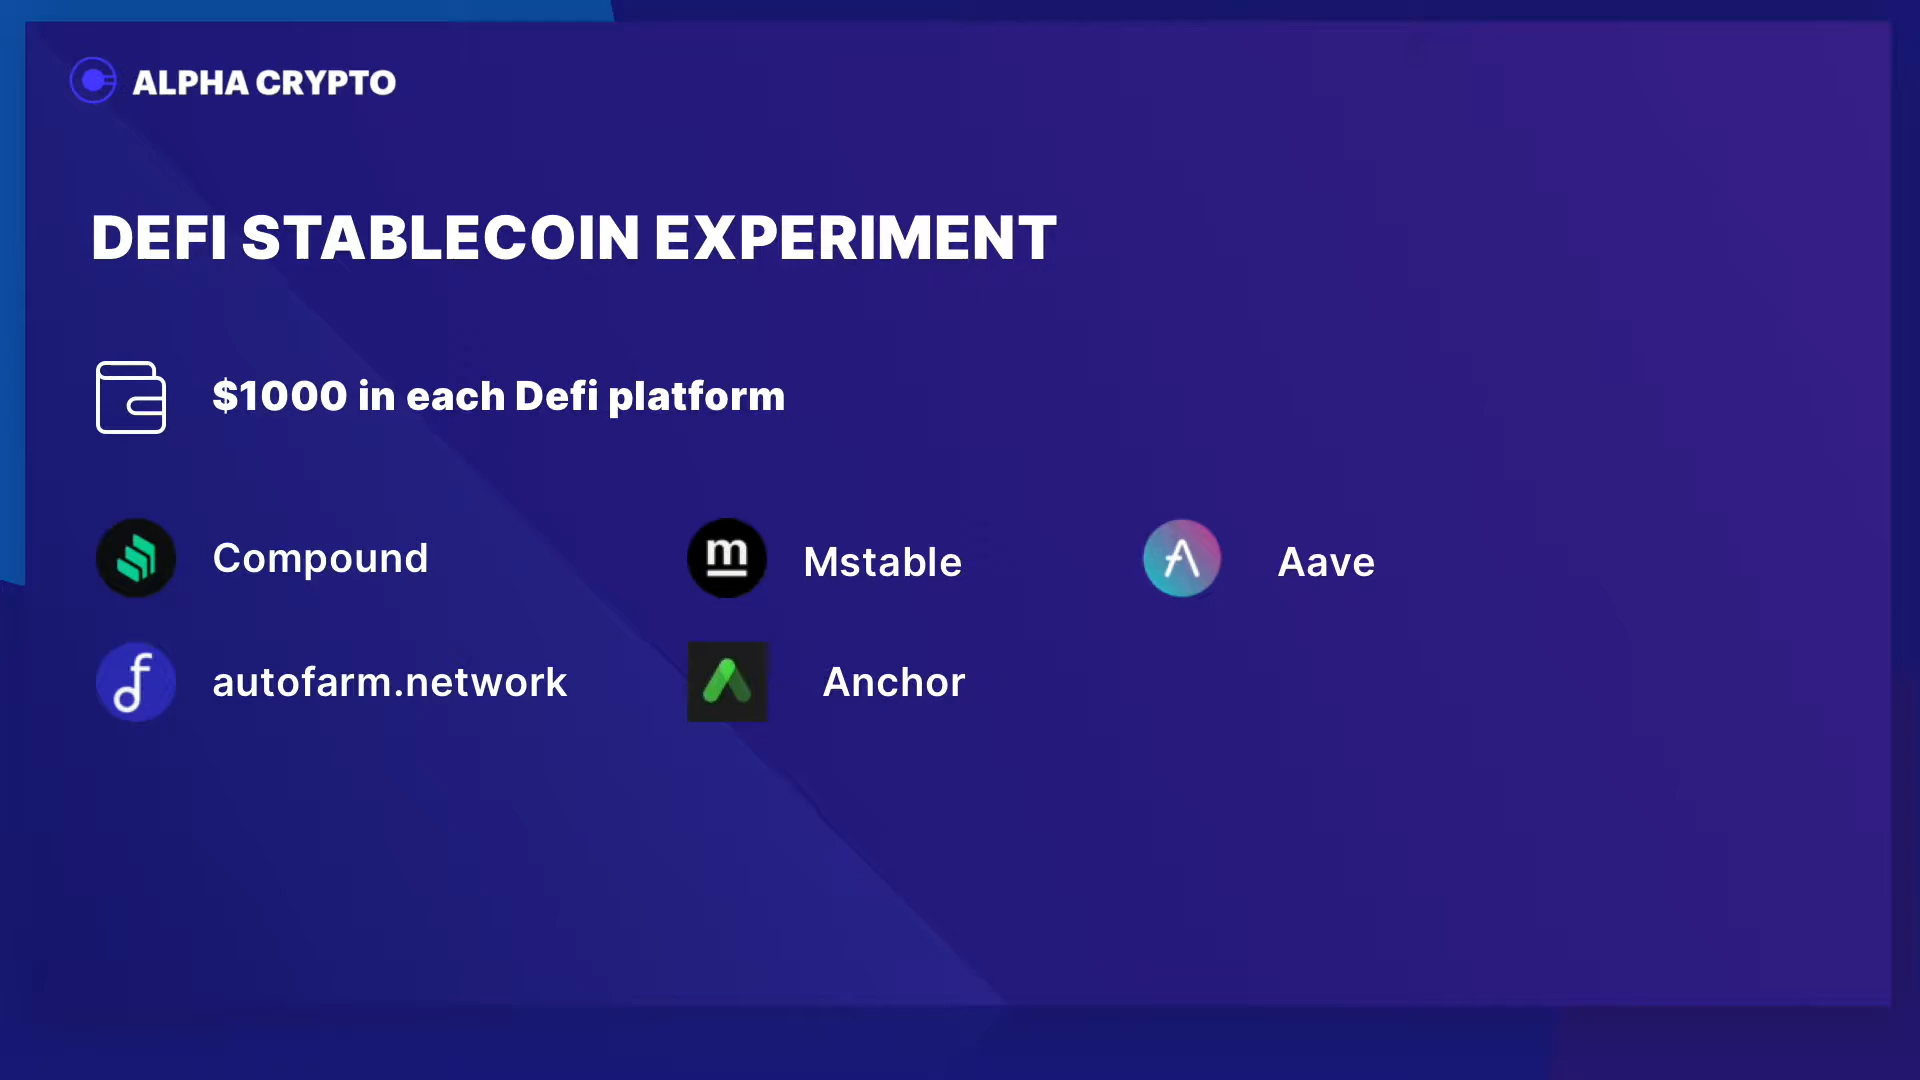 ALPHA CRYPTO
DEFI STABLECOIN EXPERIMENT
$1000 in each Defi platform
Compound
m Mstable
Aave
autofarm.network
Anchor